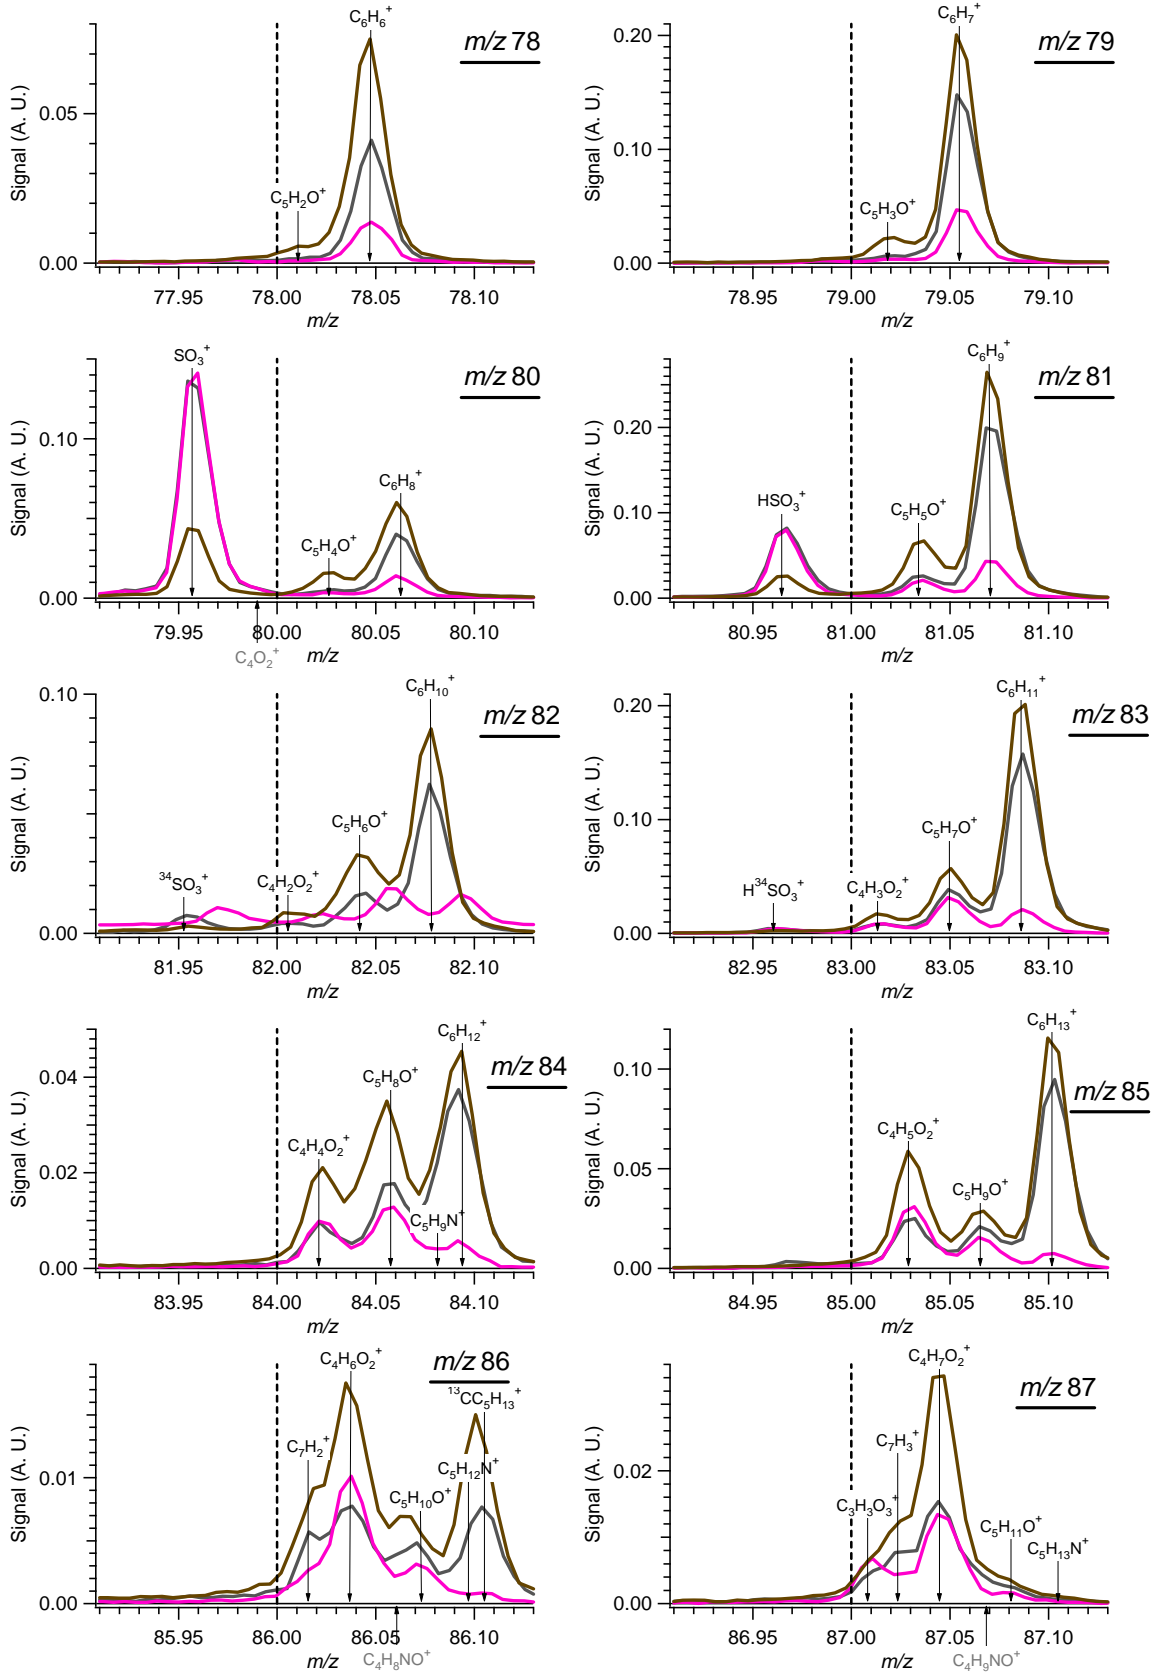 C₆H₆⁺
m/z 78
Signal (A. U.)
0.05
0.00
C₅H₂O⁺
77.95 78.00 78.05 78.10
m/z
C₆H₇⁺
m/z 79
Signal (A. U.)
0.20
0.10
0.00
C₅H₃O⁺
78.95 79.00 79.05 79.10
m/z
SO₃⁺
m/z 80
Signal (A. U.)
0.10
0.00
C₆H₈⁺
C₅H₄O⁺
79.95 80.00 80.05 80.10
C₄O₂⁺
m/z
C₆H₉⁺
m/z 81
Signal (A. U.)
0.20
0.10
0.00
HSO₃⁺
C₅H₅O⁺
80.95 81.00 81.05 81.10
m/z
C₆H₁₀⁺
m/z 82
Signal (A. U.)
0.10
0.00
C₅H₆O⁺
³⁴SO₃⁺
C₄H₂O₂⁺
81.95 82.00 82.05 82.10
m/z
C₆H₁₁⁺
m/z 83
Signal (A. U.)
0.20
0.10
0.00
C₅H₇O⁺
H³⁴SO₃⁺
C₄H₃O₂⁺
82.95 83.00 83.05 83.10
m/z
C₆H₁₂⁺
m/z 84
Signal (A. U.)
0.04
0.02
0.00
C₅H₈O⁺
C₄H₄O₂⁺
C₅H₉N⁺
83.95 84.00 84.05 84.10
m/z
C₆H₁₃⁺
m/z 85
Signal (A. U.)
0.10
0.05
0.00
C₄H₅O₂⁺
C₅H₉O⁺
84.95 85.00 85.05 85.10
m/z
C₄H₆O₂⁺
m/z 86
¹³CC₅H₁₃⁺
Signal (A. U.)
0.01
0.00
C₇H₂⁺
C₅H₁₂N⁺
C₅H₁₀O⁺
85.95 86.00 86.05 86.10
m/z
C₄H₈NO⁺
C₄H₇O₂⁺
m/z 87
Signal (A. U.)
0.02
0.00
C₇H₃⁺
C₃H₃O₃⁺
C₅H₁₁O⁺
C₅H₁₃N⁺
86.95 87.00 87.05 87.10
m/z
C₄H₉NO⁺